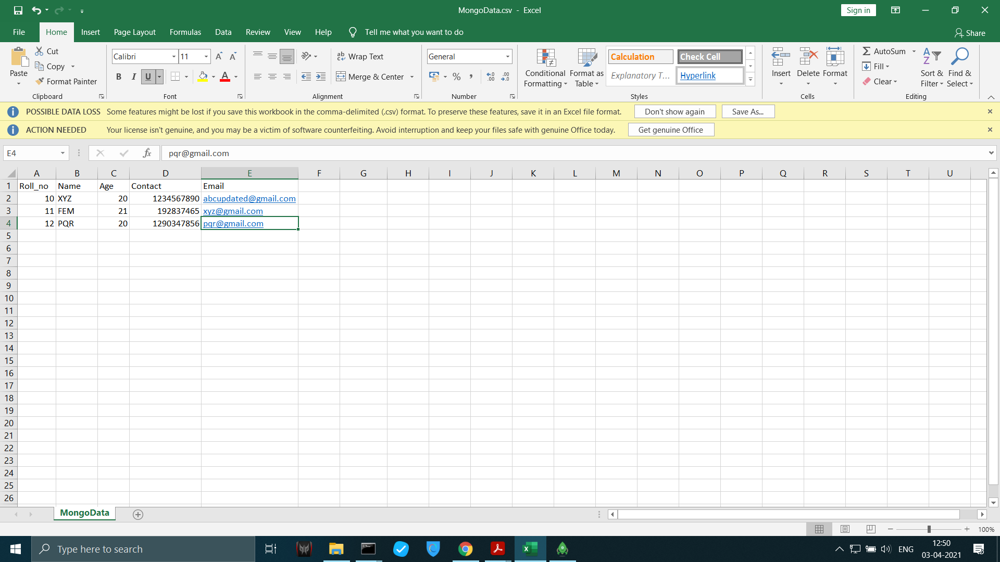 MongoData.csv - Excel
Sign in
File Home Insert Page Layout Formulas Data Review View Help Tell me what you want to do Share
Paste Cut Copy Format Painter Clipboard
Calibri 11 B I U A Font
ab Wrap Text Merge & Center Alignment
General % , Number
Conditional Formatting Format as Table
Calculation Check Cell
Explanatory T... Hyperlink
Styles
Insert Delete Format Cells
AutoSum Fill Clear Sort & Filter Find & Select Editing
POSSIBLE DATA LOSS Some features might be lost if you save this workbook in the comma-delimited (.csv) format. To preserve these features, save it in an Excel file format. Don't show again Save As...
ACTION NEEDED Your license isn't genuine, and you may be a victim of software counterfeiting. Avoid interruption and keep your files safe with genuine Office today. Get genuine Office
E4 fx pqr@gmail.com
A B C D E F G H I J K L M N O P Q R S T U
1 Roll_no Name Age Contact Email
2 10 XYZ 20 1234567890 abcupdated@gmail.com
3 11 FEM 21 192837465 xyz@gmail.com
4 12 PQR 20 1290347856 pqr@gmail.com
5
6
7
8
9
10
11
12
13
14
15
16
17
18
19
20
21
22
23
24
25
26
MongoData
100%
Type here to search
ENG
12:50
03-04-2021